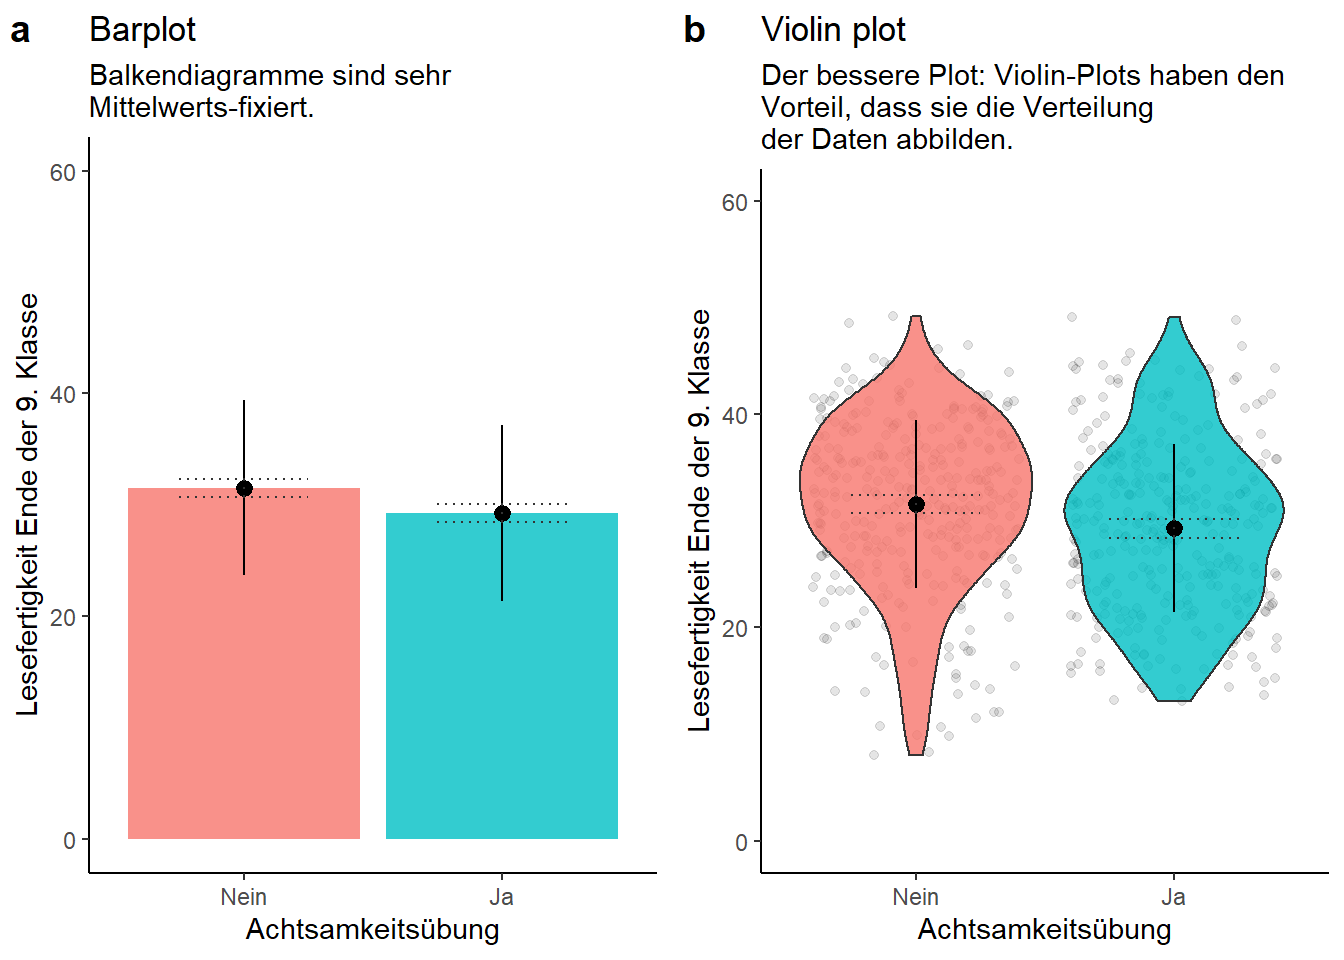 a
Barplot
Balkendiagramme sind sehr
Mittelwerts-fixiert.
Lesefertigkeit Ende der 9. Klasse
60
40
20
0
Nein
Ja
Achtsamkeitsübung
b
Violin plot
Der bessere Plot: Violin-Plots haben den
Vorteil, dass sie die Verteilung
der Daten abbilden.
Lesefertigkeit Ende der 9. Klasse
60
40
20
0
Nein
Ja
Achtsamkeitsübung